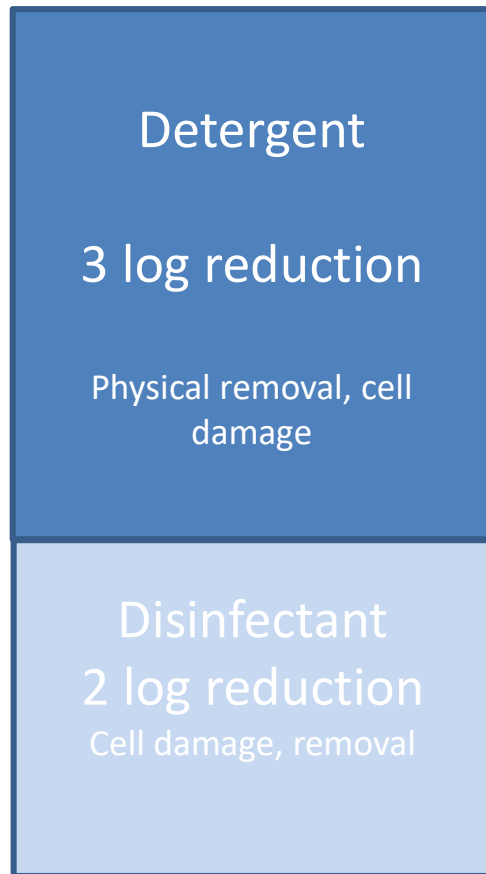 Detergent
3 log reduction
Physical removal, cell
damage
Disinfectant
2 log reduction
Cell damage, removal